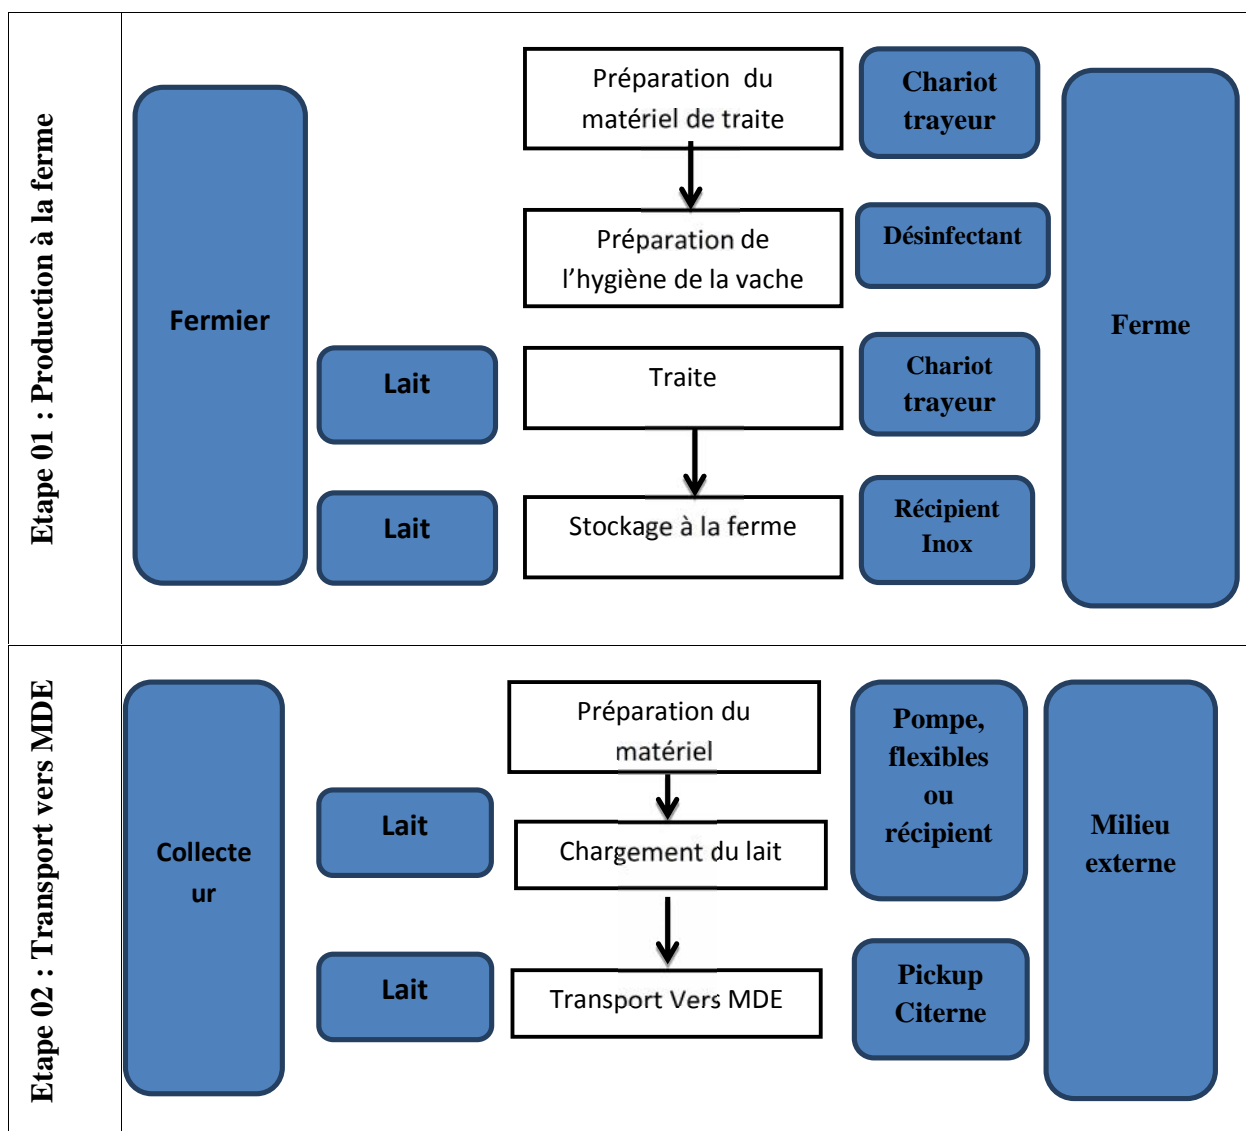 Etape 01 : Production à la ferme
Fermier
Préparation du
matériel de traite
Chariot
trayeur
Préparation de
l'hygiène de la vache
Désinfectant
Ferme
Lait
Traite
Chariot
trayeur
Lait
Stockage à la ferme
Récipient
Inox
Etape 02 : Transport vers MDE
Collecte
ur
Préparation du
matériel
Pompe,
flexibles
ou
récipient
Lait
Chargement du lait
Milieu
externe
Lait
Transport Vers MDE
Pickup
Citerne